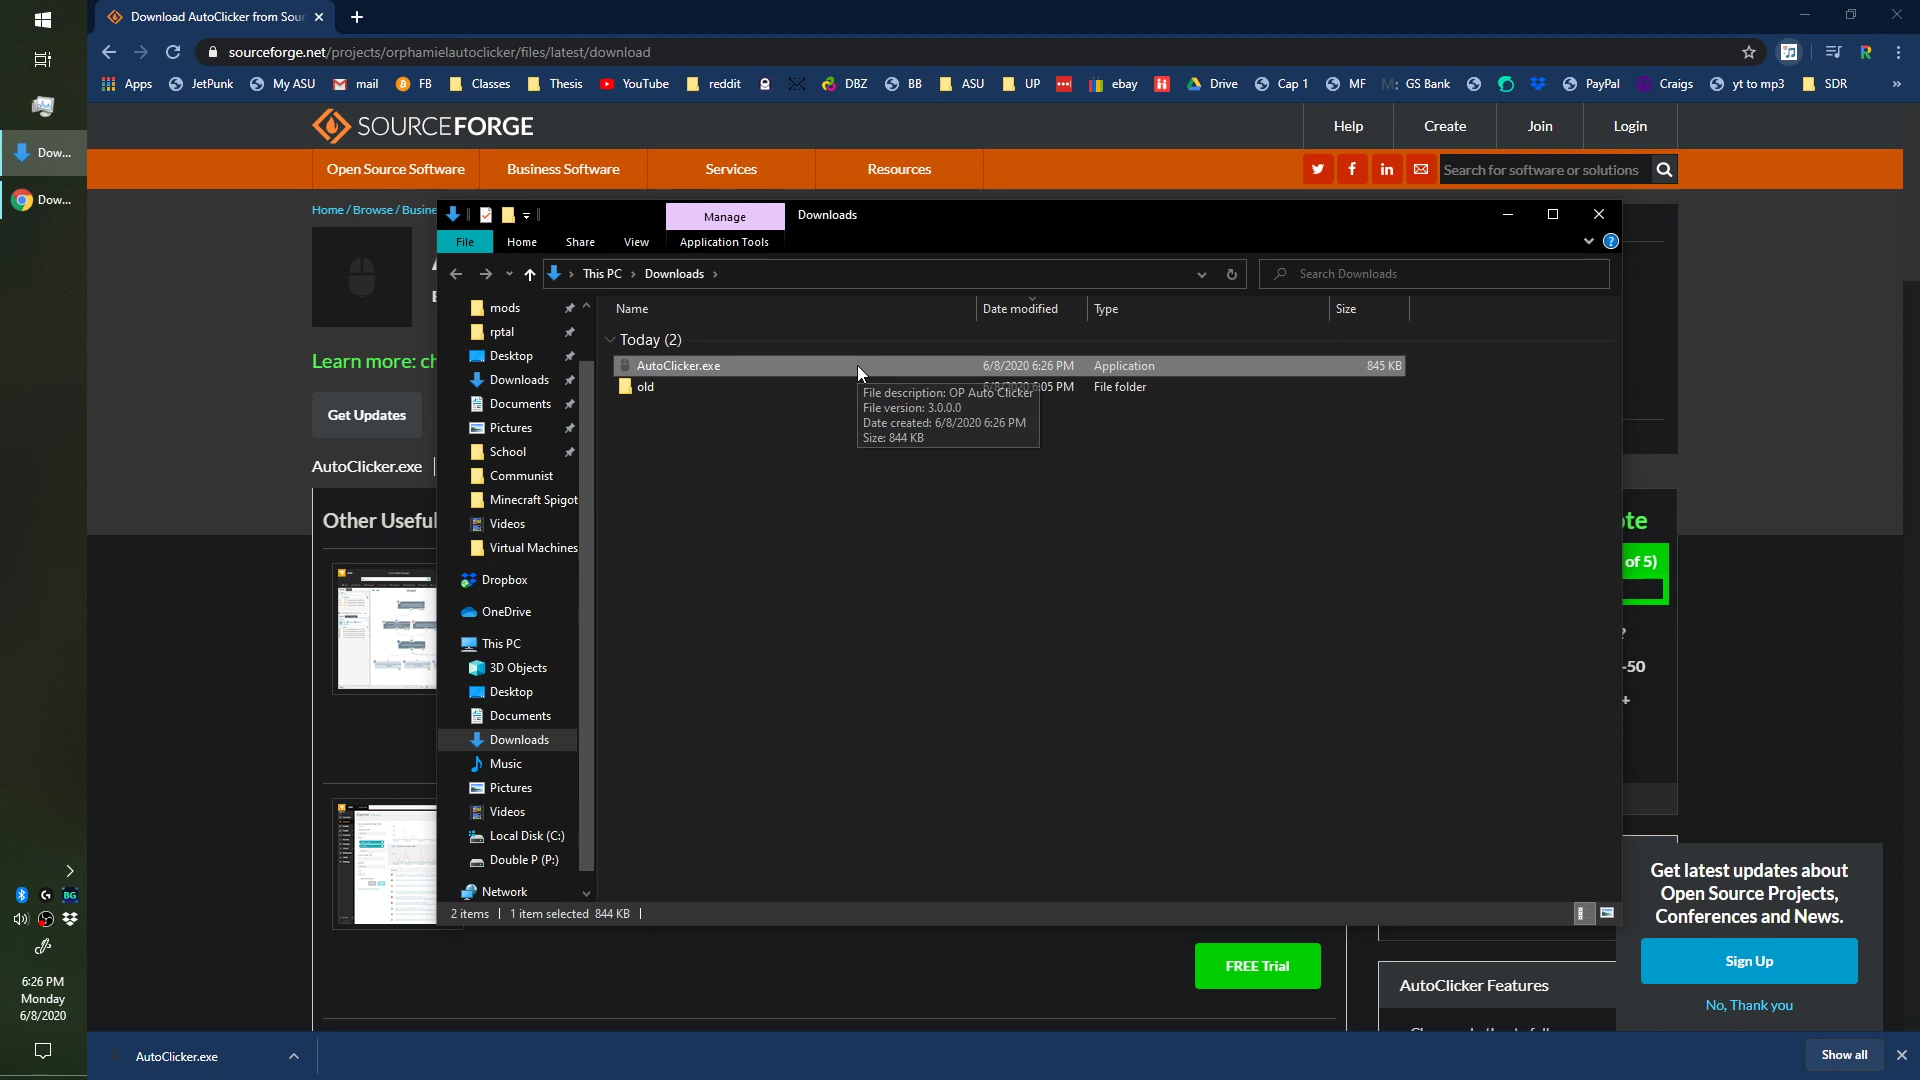 Download AutoClicker from Sour
sourceforge.net/projects/orphamielautoclicker/files/latest/download
Apps JetPunk My ASU mail FB Classes Thesis YouTube reddit DBZ BB ASU UP ebay Drive Cap 1 MF GS Bank PayPal Craigs yt to mp3 SDR »
SOURCEFORGE
Help Create Join Login
Open Source Software Business Software Services Resources
Search for software or solutions
Home / Browse / Busine
Learn more: ch
Get Updates
AutoClicker.exe
Other Useful
Manage Downloads
File Home Share View Application Tools
This PC > Downloads >
Search Downloads
Name Date modified Type Size
Today (2)
AutoClicker.exe 6/8/2020 6:26 PM Application 845 KB
old 6/8/2020 6:05 PM File folder
File description: OP Auto Clicker
File version: 3.0.0.0
Date created: 6/8/2020 6:26 PM
Size: 844 KB
mods
rptal
Desktop
Downloads
Documents
Pictures
School
Communist
Minecraft Spigot
Videos
Virtual Machines
Dropbox
OneDrive
This PC
3D Objects
Desktop
Documents
Downloads
Music
Pictures
Videos
Local Disk (C:)
Double P (P:)
Network
2 items 1 item selected 844 KB
of 5)
-50
FREE Trial
AutoClicker Features
Get latest updates about
Open Source Projects,
Conferences and News.
Sign Up
No, Thank you
Dow...
Dow...
BG
6:26 PM
Monday
6/8/2020
AutoClicker.exe
Show all